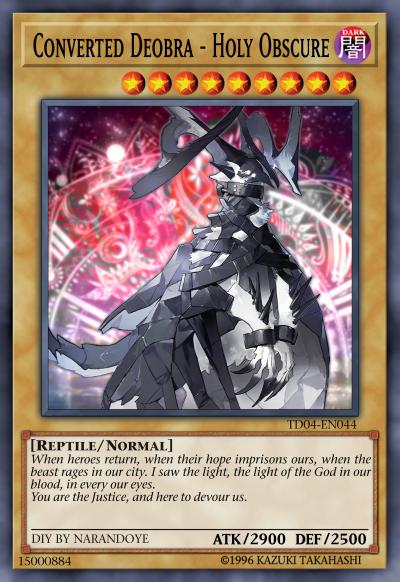 CONVERTED DEOBRA - HOLY OBSCURE
DARK
闇
TD04-EN044
[REPTILE/NORMAL]
When heroes return, when their hope imprisons ours, when the
beast rages in our city. I saw the light, the light of the God in our
blood, in every our eyes.
You are the Justice, and here to devour us.
DIY BY NARANDOYE
ATK/2900 DEF/2500
15000884
©1996 KAZUKI TAKAHASHI